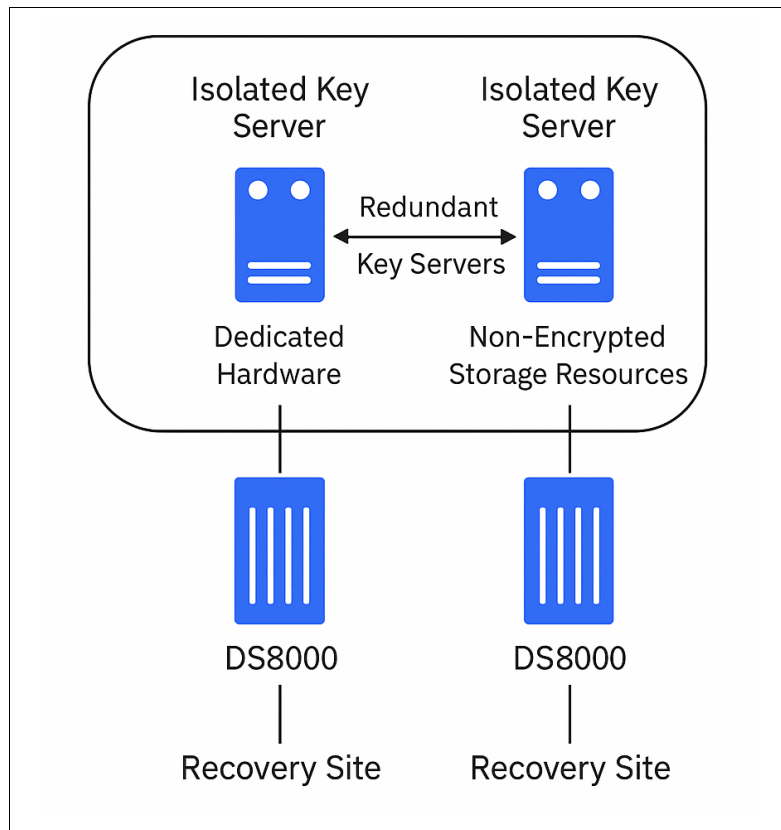 Isolated Key
Server
Isolated Key
Server
Redundant
Key Servers
Dedicated
Hardware
Non-Encrypted
Storage Resources
DS8000
DS8000
Recovery Site
Recovery Site